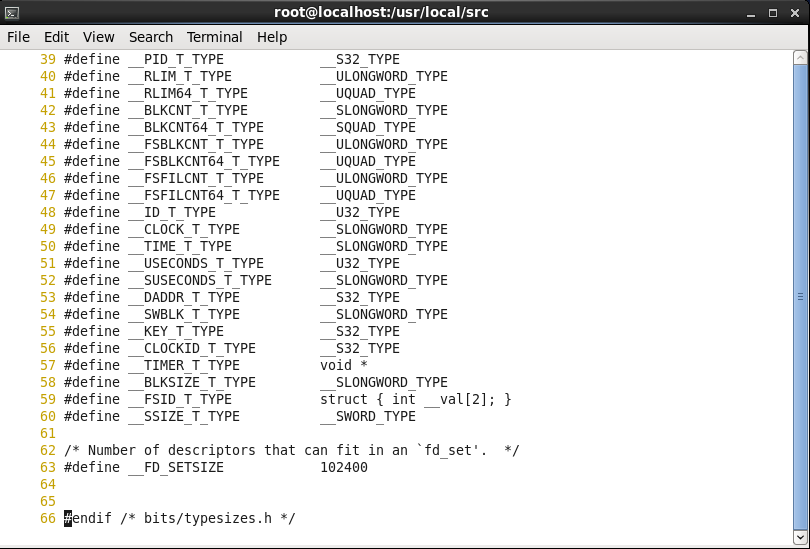 root@localhost:/usr/local/src
File Edit View Search Terminal Help
39 #define __PID_T_TYPE            __S32_TYPE
40 #define __RLIM_T_TYPE           __ULONGWORD_TYPE
41 #define __RLIM64_T_TYPE         __UQUAD_TYPE
42 #define __BLKCNT_T_TYPE         __SLONGWORD_TYPE
43 #define __BLKCNT64_T_TYPE       __SQUAD_TYPE
44 #define __FSBLKCNT_T_TYPE       __ULONGWORD_TYPE
45 #define __FSBLKCNT64_T_TYPE     __UQUAD_TYPE
46 #define __FSFILCNT_T_TYPE       __ULONGWORD_TYPE
47 #define __FSFILCNT64_T_TYPE     __UQUAD_TYPE
48 #define __ID_T_TYPE             __U32_TYPE
49 #define __CLOCK_T_TYPE          __SLONGWORD_TYPE
50 #define __TIME_T_TYPE           __SLONGWORD_TYPE
51 #define __USECONDS_T_TYPE       __U32_TYPE
52 #define __SUSECONDS_T_TYPE      __SLONGWORD_TYPE
53 #define __DADDR_T_TYPE          __S32_TYPE
54 #define __SWBLK_T_TYPE          __SLONGWORD_TYPE
55 #define __KEY_T_TYPE            __S32_TYPE
56 #define __CLOCKID_T_TYPE        __S32_TYPE
57 #define __TIMER_T_TYPE          void *
58 #define __BLKSIZE_T_TYPE        __SLONGWORD_TYPE
59 #define __FSID_T_TYPE           struct { int __val[2]; }
60 #define __SSIZE_T_TYPE          __SWORD_TYPE
61
62 /* Number of descriptors that can fit in an `fd_set'.  */
63 #define __FD_SETSIZE            102400
64
65
66 #endif /* bits/typesizes.h */